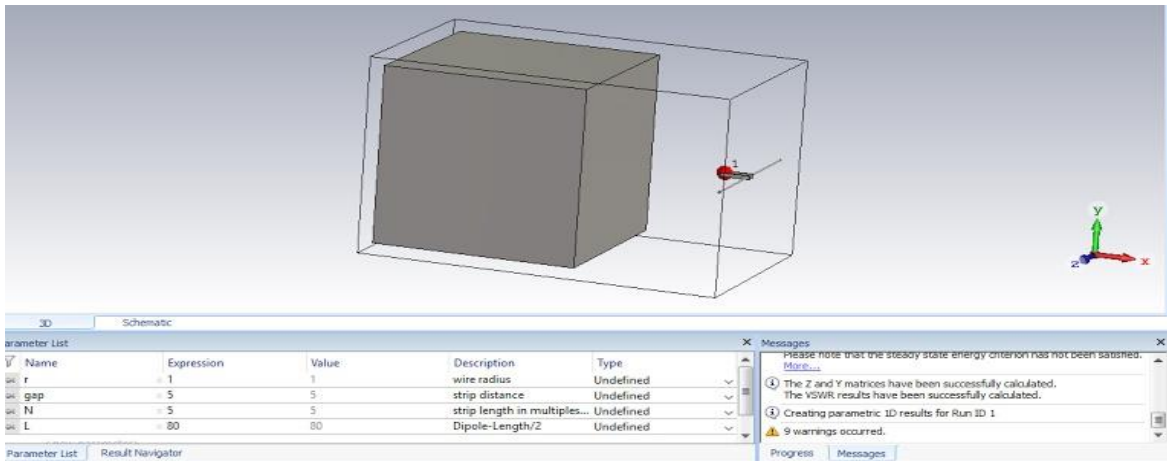 1
y
z
x
3D Schematic
arameter List
Messages
Name Expression Value Description Type
r 1 1 wire radius Undefined
gap 5 5 strip distance Undefined
N 5 5 strip length in multiples... Undefined
L 80 80 Dipole-Length/2 Undefined
Please note that the steady state energy criterion has not been satisfied.
More...
The Z and Y matrices have been successfully calculated.
The VSWR results have been successfully calculated.
Creating parametric 1D results for Run ID 1
9 warnings occurred.
Parameter List Result Navigator
Progress Messages